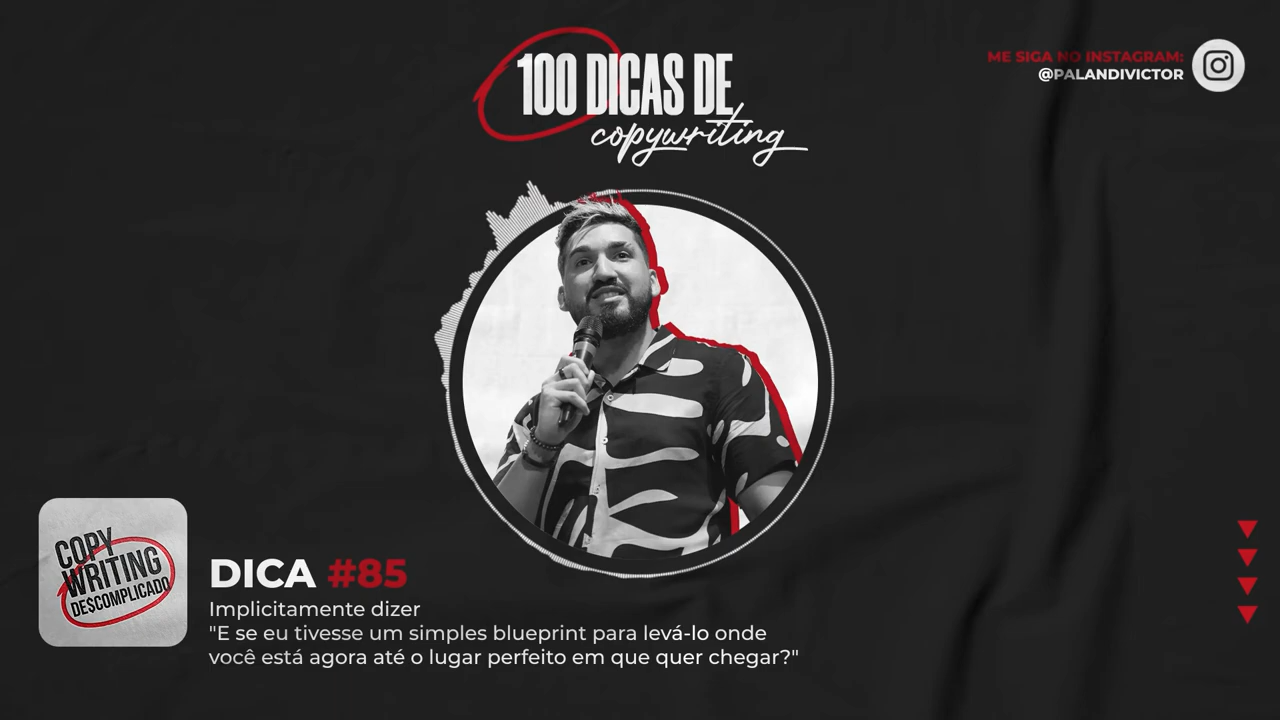 100 DICAS DE
copywriting
ME SIGA NO INSTAGRAM:
@PALANDIVICTOR
COPY
WRITING
DESCOMPLICADO
DICA #85
Implicitamente dizer
"E se eu tivesse um simples blueprint para levá-lo onde
você está agora até o lugar perfeito em que quer chegar?"